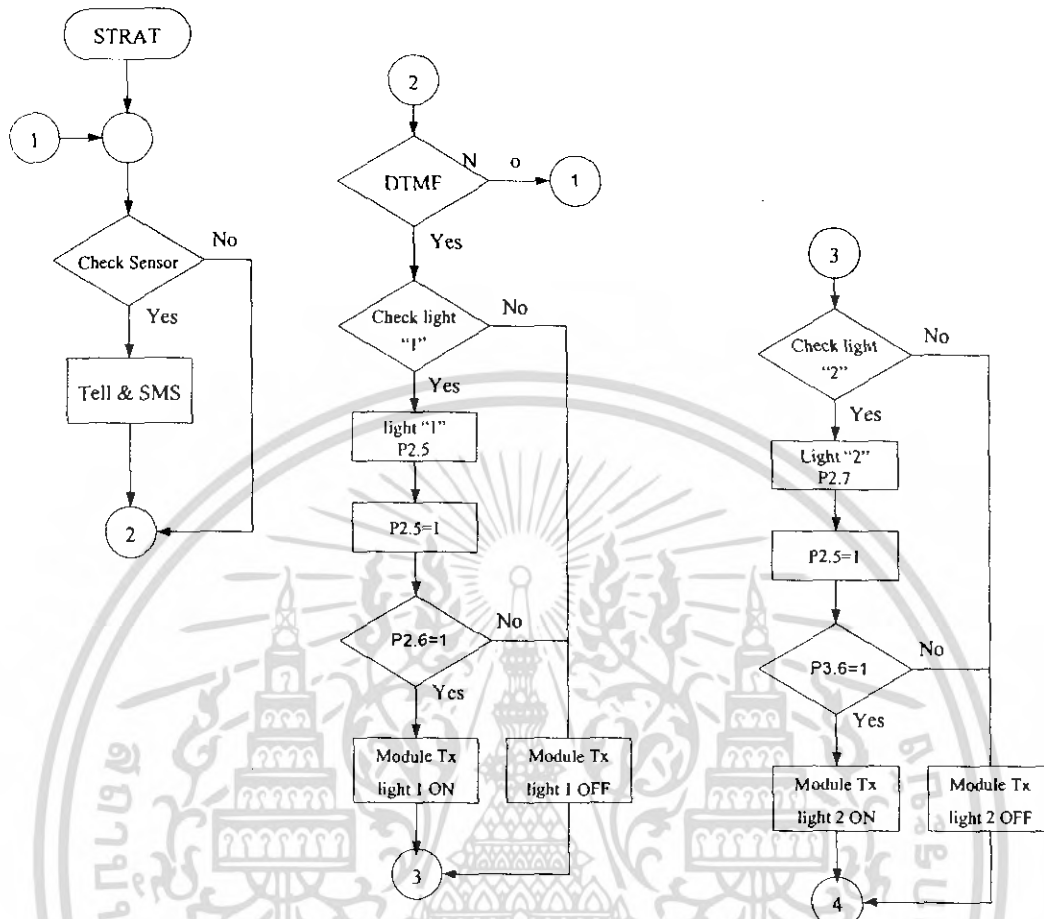 STRAT
1
Check Sensor
No
Yes
Tell & SMS
2
2
DTMF
N o
1
Yes
Check light
"1"
No
Yes
light "1"
P2.5
P2.5=1
P2.6=1
No
Yes
Module Tx
light 1 ON
Module Tx
light 1 OFF
3
3
Check light
"2"
No
Yes
Light "2"
P2.7
P2.5=1
P3.6=1
No
Yes
Module Tx
light 2 ON
Module Tx
light 2 OFF
4